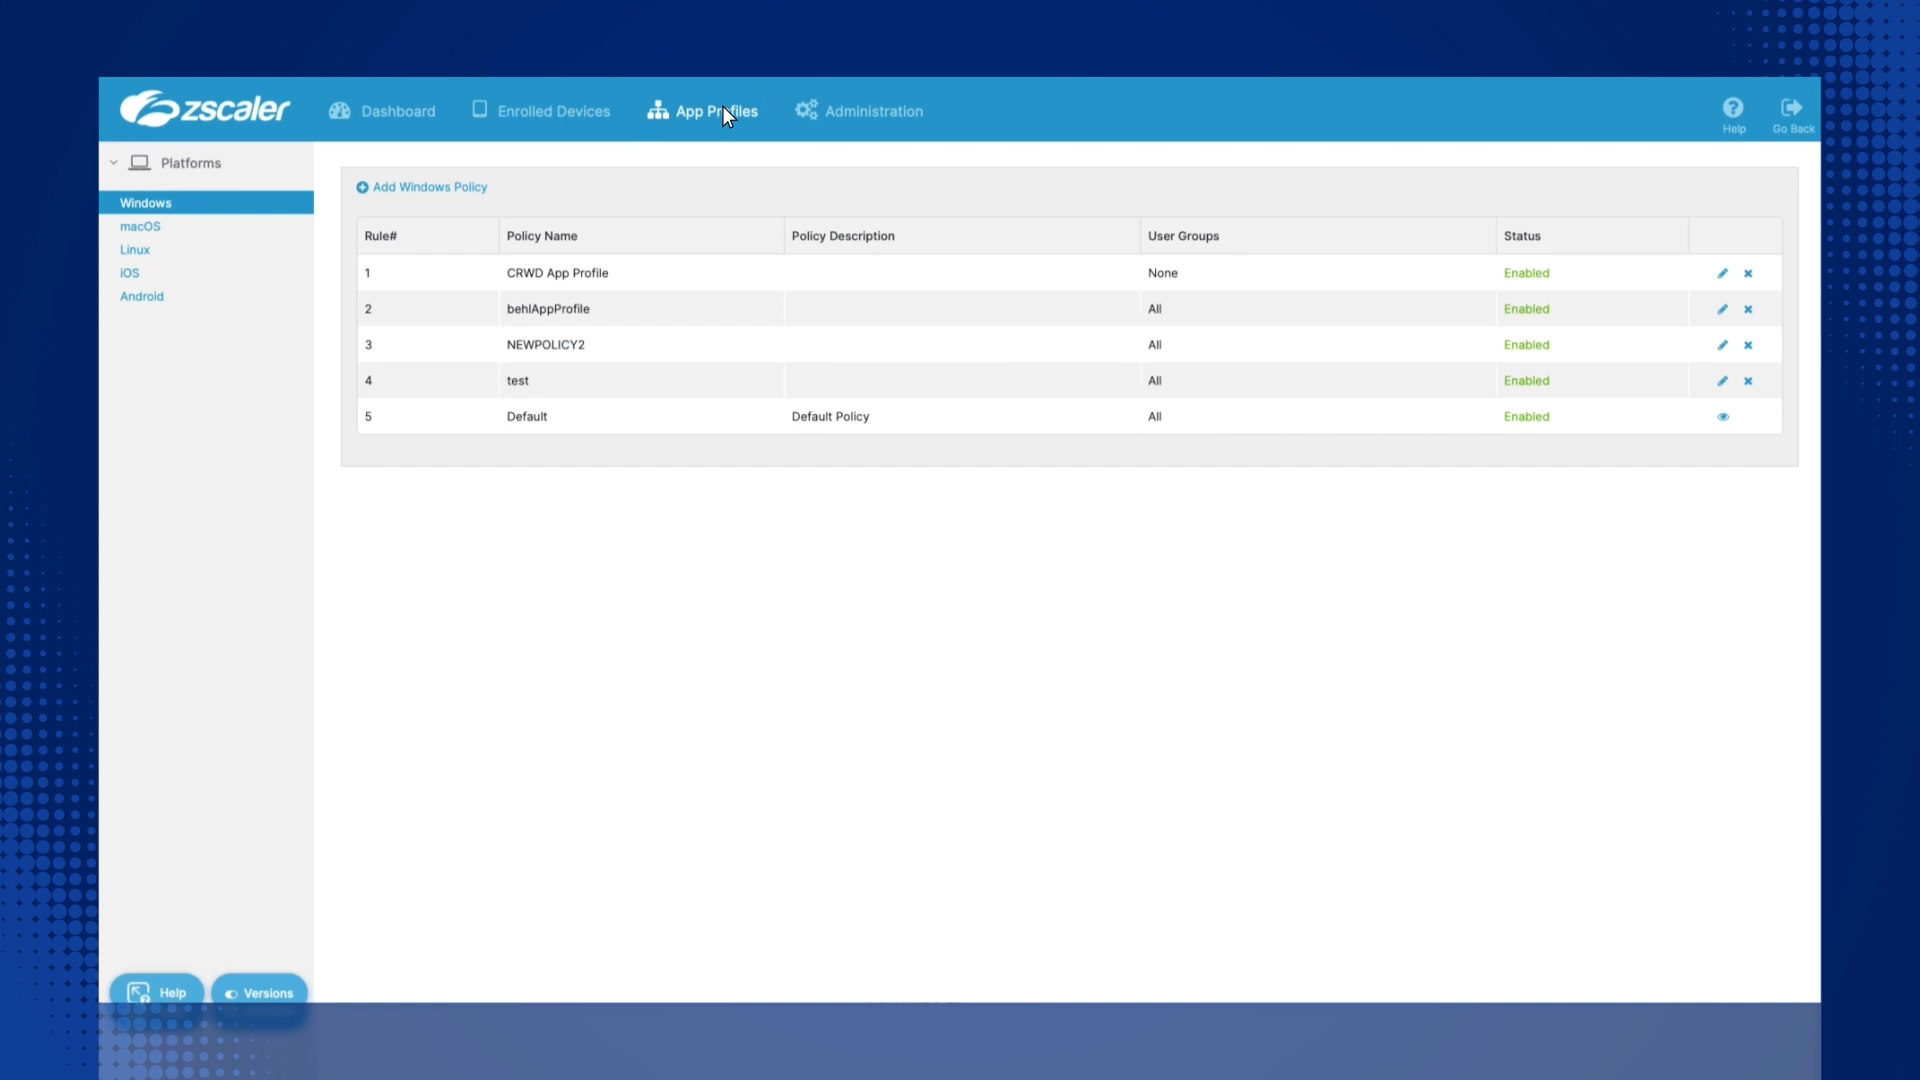 zscaler
Dashboard
Enrolled Devices
App Profiles
Administration
Help
Go Back
Platforms
Windows
macOS
Linux
iOS
Android
Add Windows Policy
Rule# Policy Name Policy Description User Groups Status
1 CRWD App Profile None Enabled
2 behlAppProfile All Enabled
3 NEWPOLICY2 All Enabled
4 test All Enabled
5 Default Default Policy All Enabled
Help
Versions